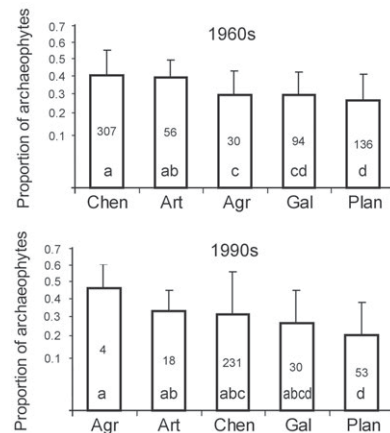 Proportion of archaeophytes
1960s
0.7
0.6
0.5
0.4
0.3
0.2
0.1
307 56 30 94 136
a ab c cd d
Chen Art Agr Gal Plan
Proportion of archaeophytes
1990s
0.7
0.6
0.5
0.4
0.3
0.2
0.1
4 18 231 30 53
a ab abc abcd d
Agr Art Chen Gal Plan